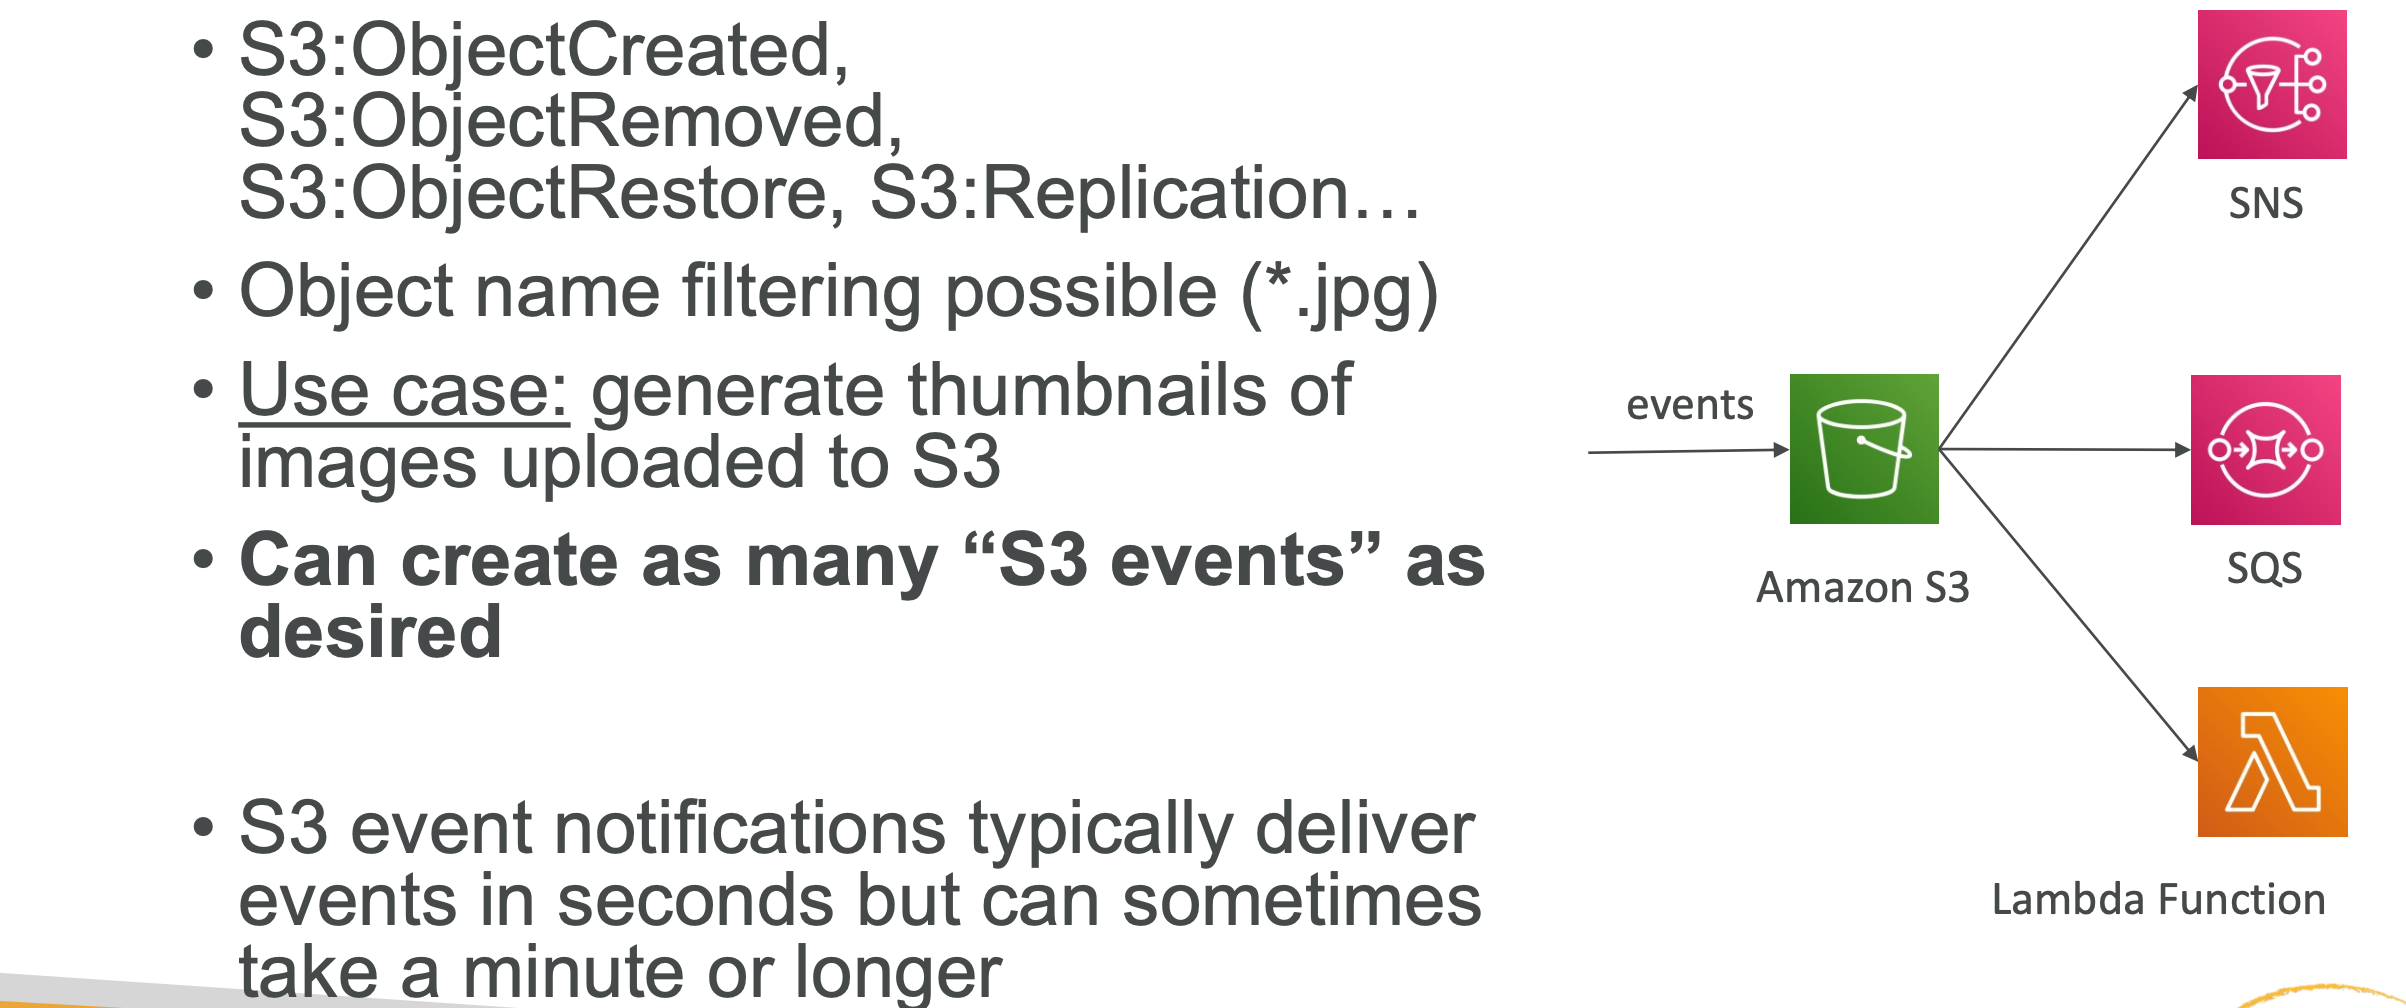 • S3:ObjectCreated,
S3:ObjectRemoved,
S3:ObjectRestore, S3:Replication…
• Object name filtering possible (*.jpg)
• Use case: generate thumbnails of
images uploaded to S3
• Can create as many “S3 events” as
desired
• S3 event notifications typically deliver
events in seconds but can sometimes
take a minute or longer
events
Amazon S3
SNS
SQS
Lambda Function